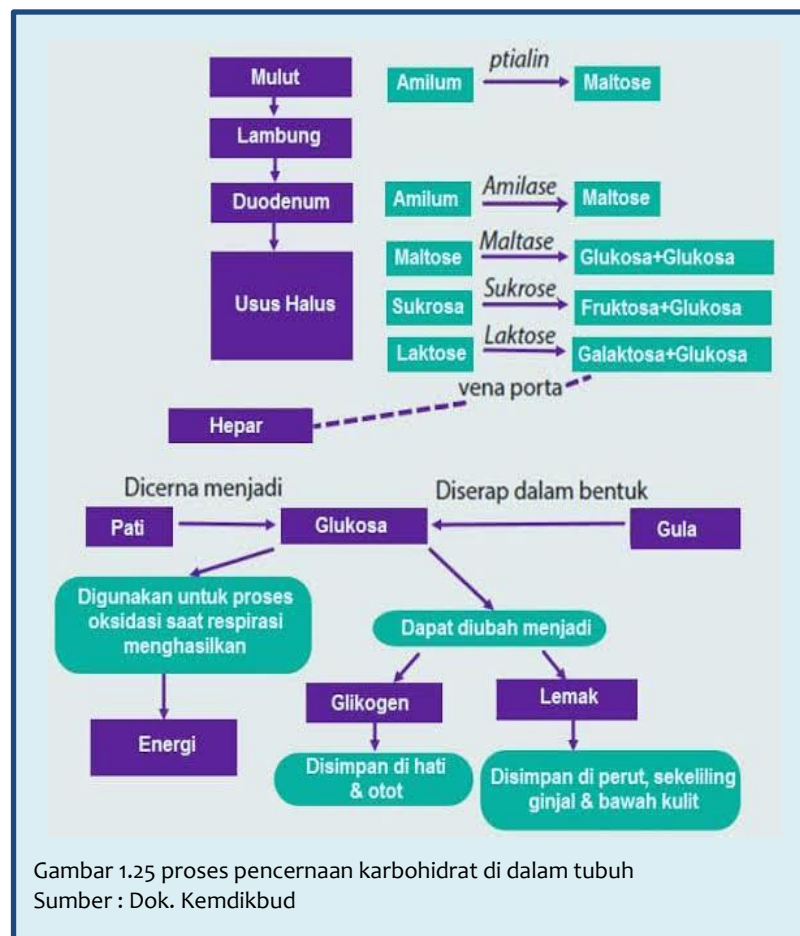 Mulut
Amilum
ptialin
Maltose
Lambung
Duodenum
Amilum
Amilase
Maltose
Usus Halus
Maltose
Maltase
Glukosa+Glukosa
Sukrosa
Sukrose
Fruktosa+Glukosa
Laktose
Laktose
Galaktosa+Glukosa
vena porta
Hepar
Dicerna menjadi
Diserap dalam bentuk
Pati
Glukosa
Gula
Digunakan untuk proses
oksidasi saat respirasi
menghasilkan
Dapat diubah menjadi
Glikogen
Lemak
Energi
Disimpan di hati
& otot
Disimpan di perut, sekeliling
ginjal & bawah kulit
Gambar 1.25 proses pencernaan karbohidrat di dalam tubuh
Sumber : Dok. Kemdikbud